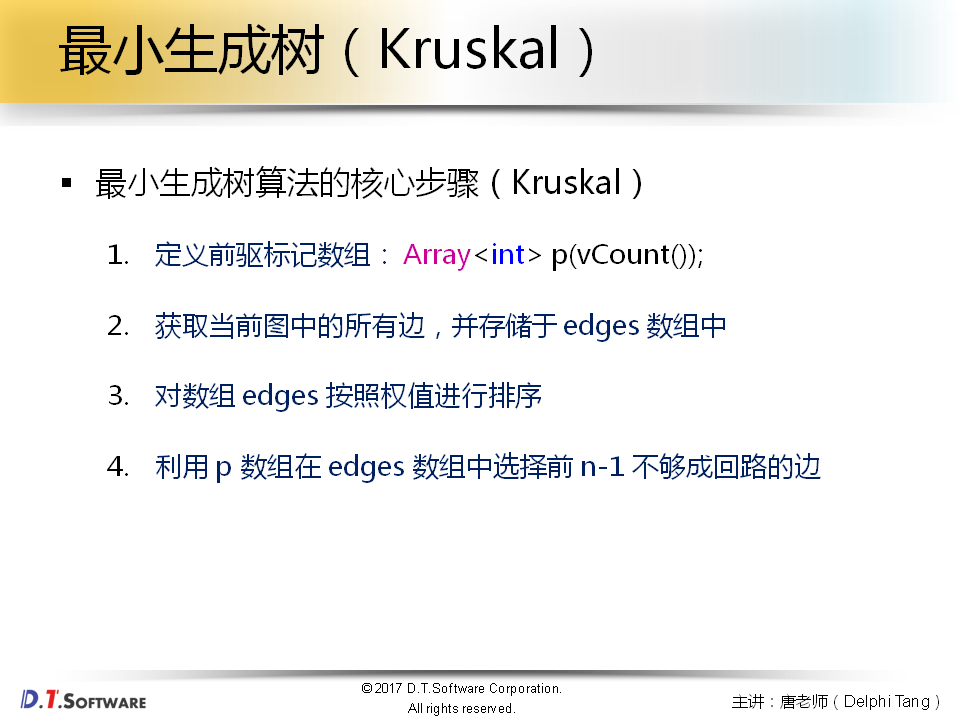 最小生成树（Kruskal）
▪ 最小生成树算法的核心步骤（Kruskal）
1. 定义前驱标记数组： Array<int> p(vCount());
2. 获取当前图中的所有边，并存储于 edges 数组中
3. 对数组 edges 按照权值进行排序
4. 利用 p 数组在 edges 数组中选择前 n-1 不够成回路的边
D.T.SOFTWARE
©2017 D.T.Software Corporation.
All rights reserved.
主讲：唐老师（Delphi Tang）